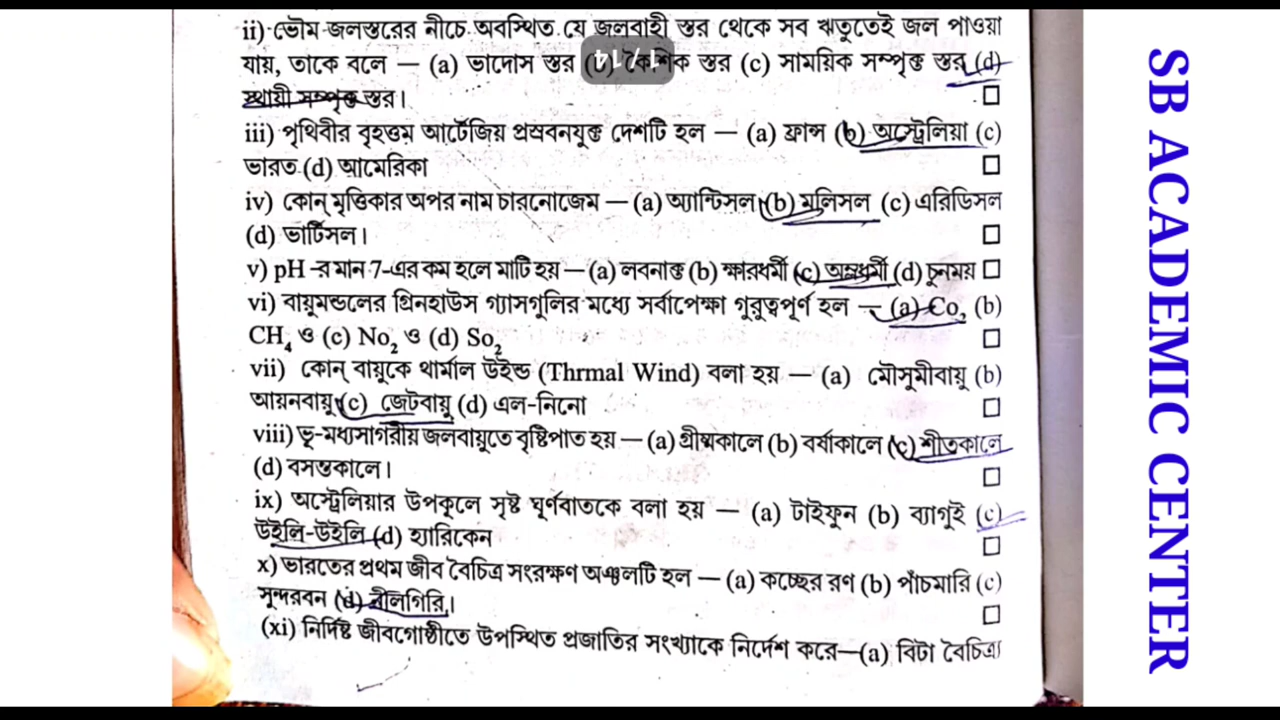 ii) ভৌম জলস্তরের নীচে অবস্থিত যে জলবাহী স্তর থেকে সব ঋতুতেই জল পাওয়া
যায়, তাকে বলে — (a) ভাদোস স্তর (b) কৈশিক স্তর (c) সাময়িক সম্পৃক্ত স্তর (d)
স্থায়ী সম্পৃক্ত স্তর।
iii) পৃথিবীর বৃহত্তম আর্টেজিয় প্রস্রবনযুক্ত দেশটি হল — (a) ফ্রান্স (b) অস্ট্রেলিয়া (c)
ভারত (d) আমেরিকা
iv) কোন্ মৃত্তিকার অপর নাম চারনোজেম — (a) অ্যান্টিসল (b) মলিসল (c) এরিডিসল
(d) ভার্টিসল।
v) pH -র মান 7-এর কম হলে মাটি হয় — (a) লবনাক্ত (b) ক্ষারধর্মী (c) অম্লধর্মী (d) চুনময়
vi) বায়ুমন্ডলের গ্রিনহাউস গ্যাসগুলির মধ্যে সর্বাপেক্ষা গুরুত্বপূর্ণ হল — (a) Co₂ (b)
CH₄ ও (c) No₂ ও (d) So₂
vii) কোন্ বায়ুকে থার্মাল উইন্ড (Thrmal Wind) বলা হয় — (a) মৌসুমীবায়ু (b)
আয়নবায়ু (c) জেটবায়ু (d) এল-নিনো
viii) ভূ-মধ্যসাগরীয় জলবায়ুতে বৃষ্টিপাত হয় — (a) গ্রীষ্মকালে (b) বর্ষাকালে (c) শীতকালে
(d) বসন্তকালে।
ix) অস্ট্রেলিয়ার উপকূলে সৃষ্ট ঘূর্ণবাতকে বলা হয় — (a) টাইফুন (b) ব্যাগুই (c)
উইলি-উইলি (d) হ্যারিকেন
x) ভারতের প্রথম জীব বৈচিত্র সংরক্ষণ অঞ্চলটি হল — (a) কচ্ছের রণ (b) পাঁচমারি (c)
সুন্দরবন (d) নীলগিরি।
(xi) নির্দিষ্ট জীবগোষ্ঠীতে উপস্থিত প্রজাতির সংখ্যাকে নির্দেশ করে—(a) বিটা বৈচিত্র্য
SB ACADEMIC CENTER